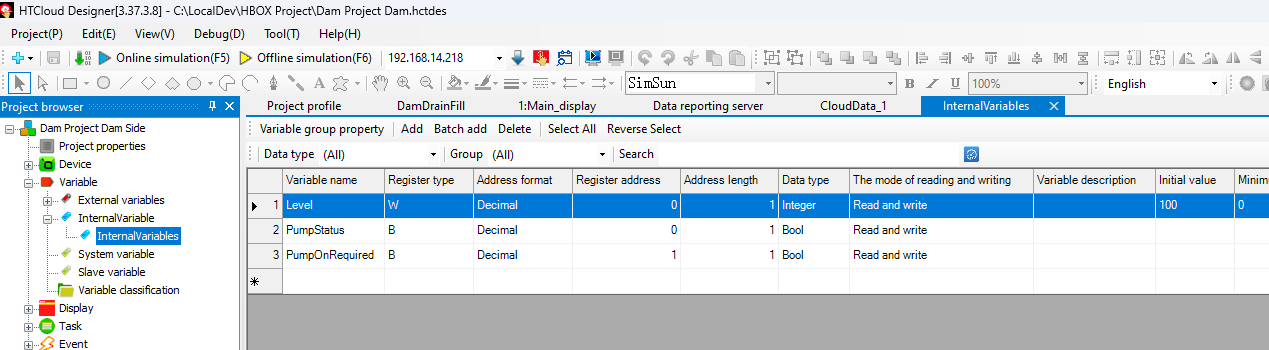 HTCloud Designer[3.37.3.8] - C:\LocalDev\HBOX Project\Dam Project Dam.hctdes
Project(P) Edit(E) View(V) Debug(D) Tool(T) Help(H)
Online simulation(F5) Offline simulation(F6) 192.168.14.218
SimSun B I U 100% English
Project browser
Project profile DamDrainFill 1:Main_display Data reporting server CloudData_1 InternalVariables
Variable group property Add Batch add Delete Select All Reverse Select
Data type (All) Group (All) Search
Variable name Register type Address format Register address Address length Data type The mode of reading and writing Variable description Initial value Minimu
1 Level W Decimal 0 1 Integer Read and write 100 0
2 PumpStatus B Decimal 0 1 Bool Read and write
3 PumpOnRequired B Decimal 1 1 Bool Read and write
Dam Project Dam Side
Project properties
Device
Variable
External variables
InternalVariable
InternalVariables
System variable
Slave variable
Variable classification
Display
Task
Event